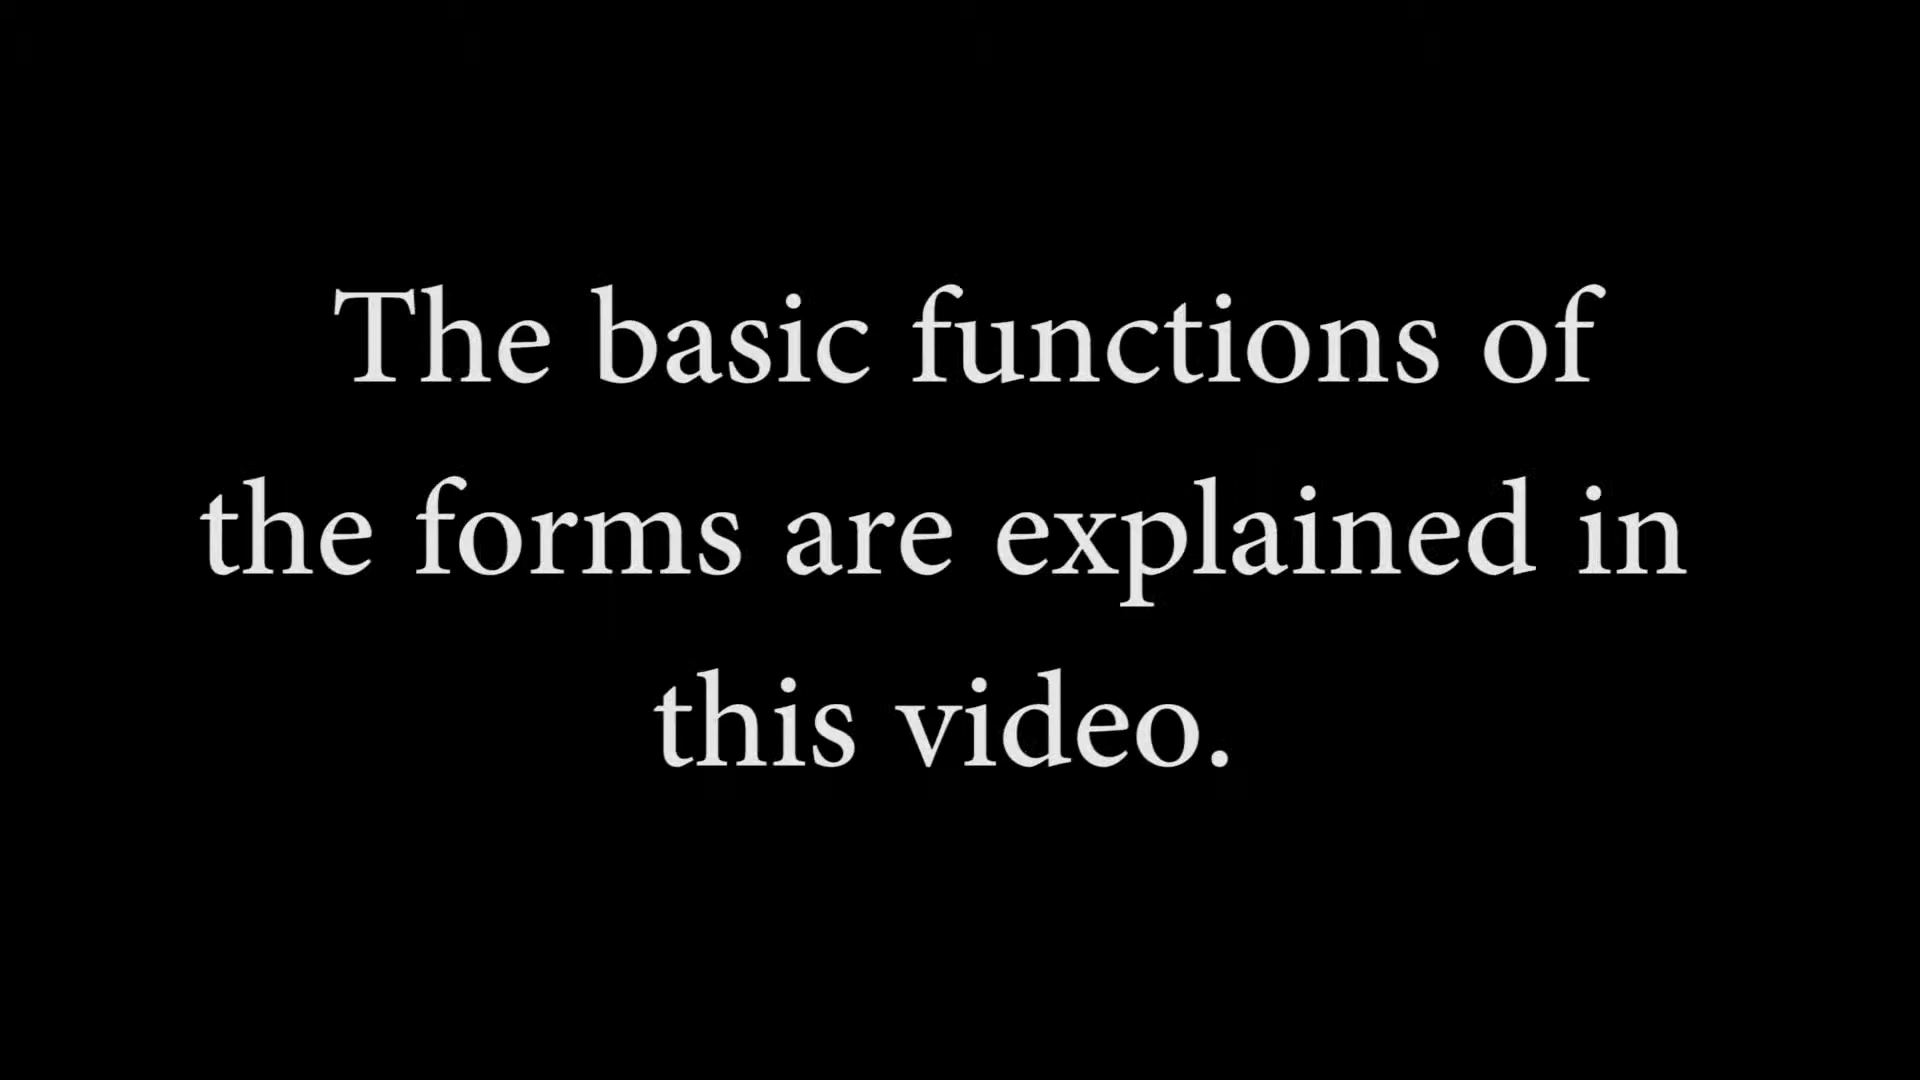 The basic functions of
the forms are explained in
this video.